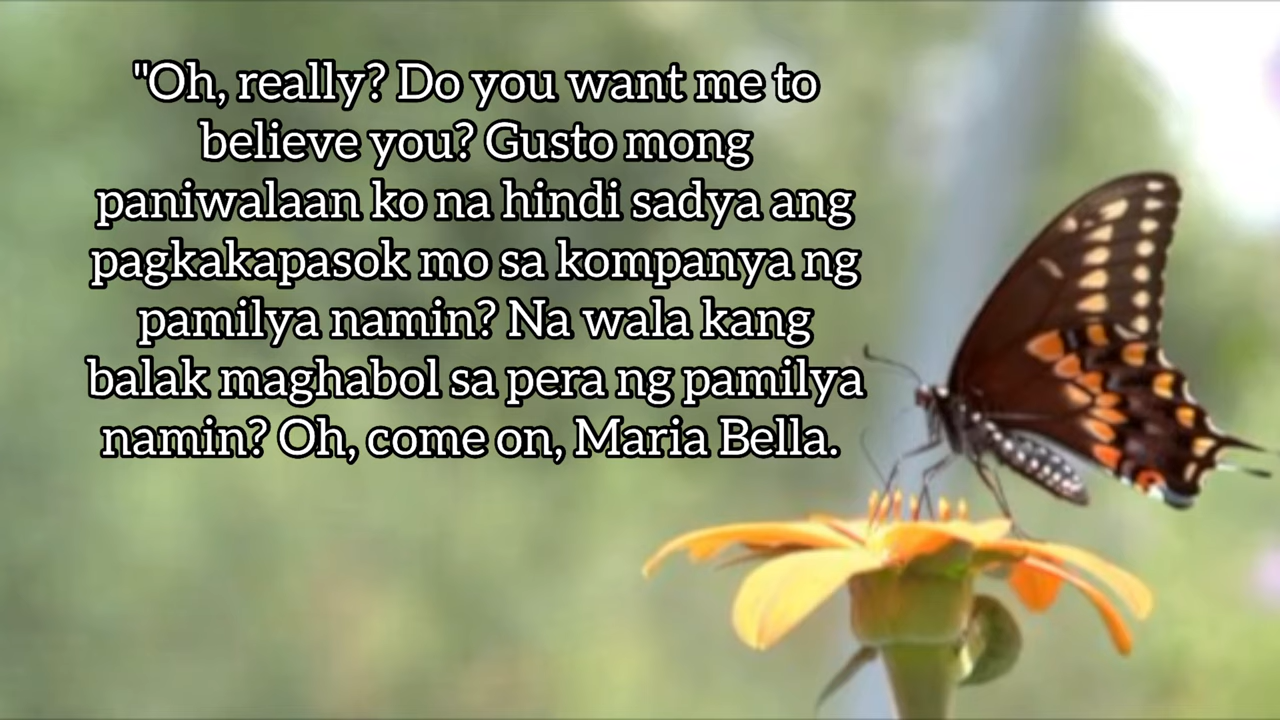 "Oh, really? Do you want me to
believe you? Gusto mong
paniwalaan ko na hindi sadya ang
pagkakapasok mo sa kompanya ng
pamilya namin? Na wala kang
balak maghabol sa pera ng pamilya
namin? Oh, come on, Maria Bella.